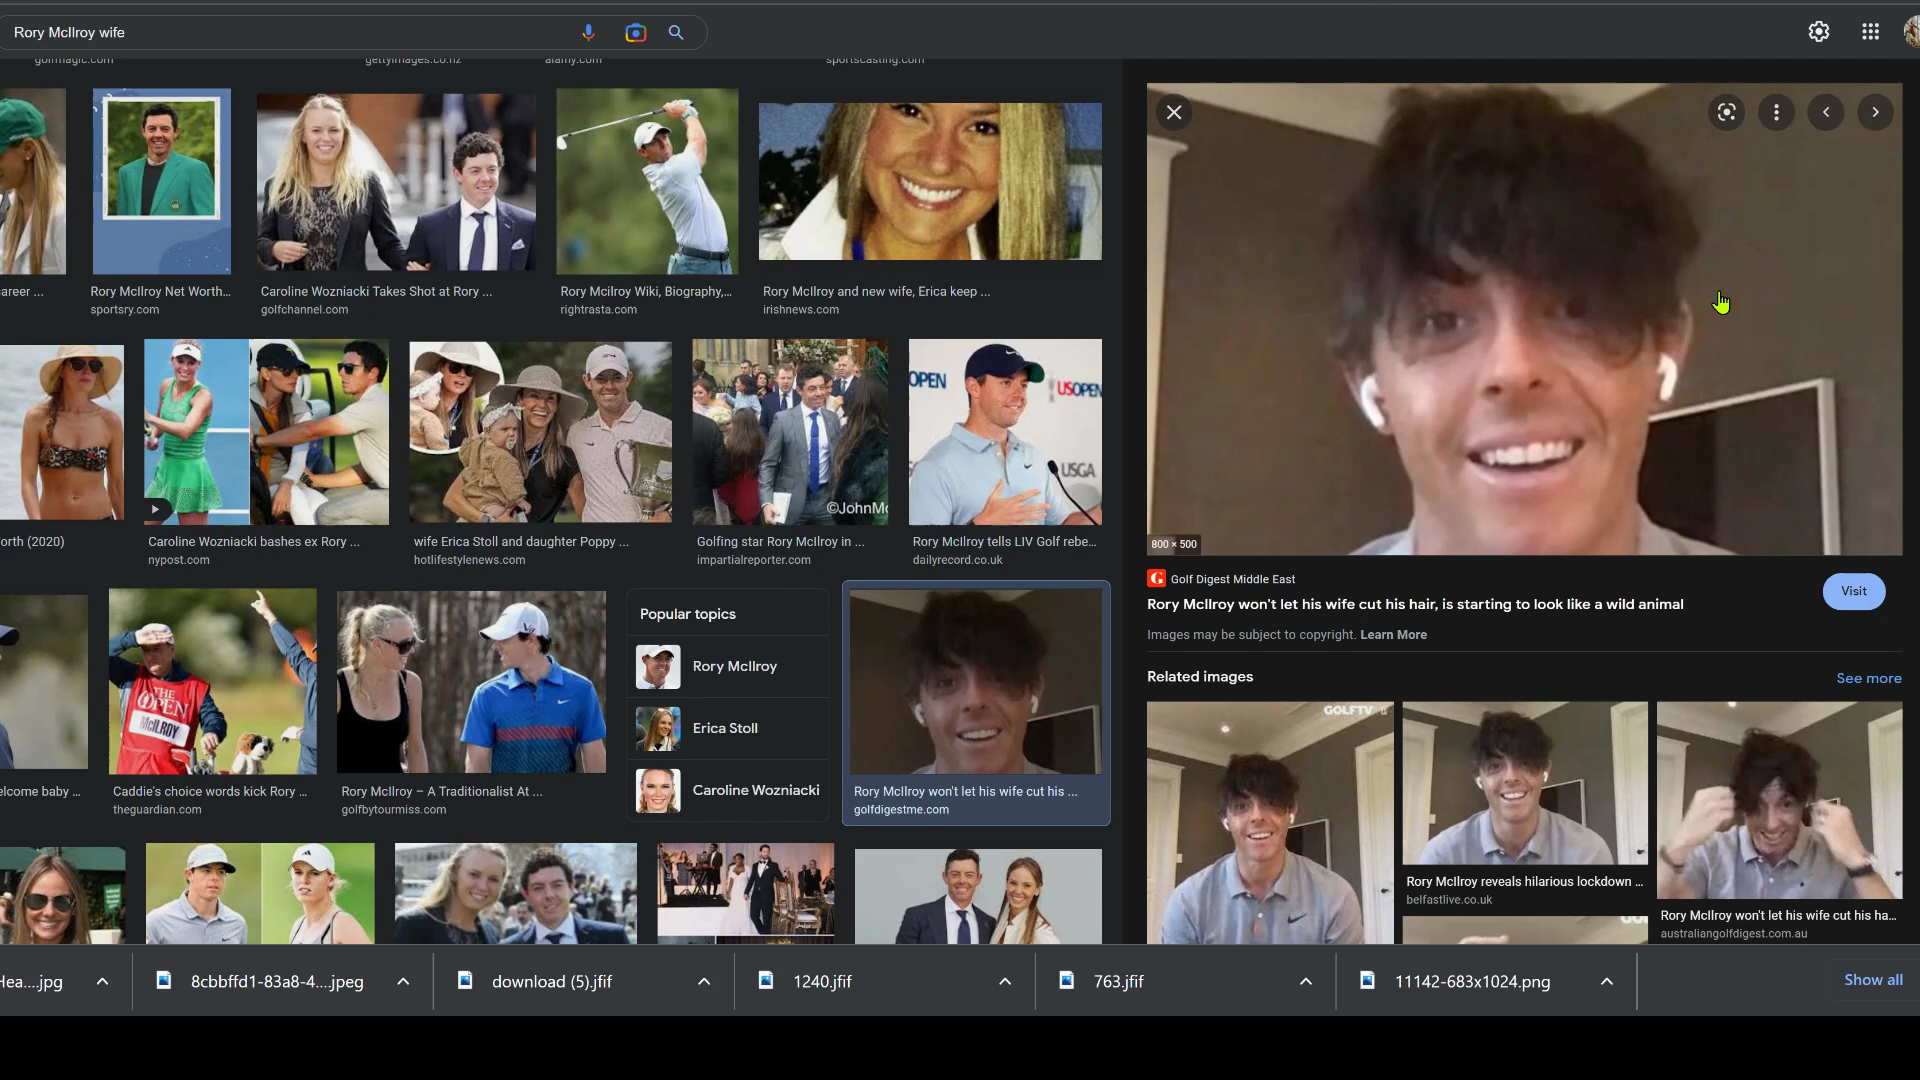 Rory McIlroy wife
golfmagic.com
gettyimages.co.nz
alamy.com
sportscasting.com
800 × 500
areer ...
Rory McIlroy Net Worth...
sportsry.com
Caroline Wozniacki Takes Shot at Rory ...
golfchannel.com
Rory Mcilroy Wiki, Biography,...
rightrasta.com
Rory McIlroy and new wife, Erica keep ...
irishnews.com
OPEN
US OPEN
USGA
©JohnMc
orth (2020)
Caroline Wozniacki bashes ex Rory ...
nypost.com
wife Erica Stoll and daughter Poppy ...
hotlifestylenews.com
Golfing star Rory McIlroy in ...
impartialreporter.com
Rory McIlroy tells LIV Golf rebe...
dailyrecord.co.uk
THE
OPEN
McILROY
elcome baby ...
Caddie's choice words kick Rory ...
theguardian.com
Rory McIlroy – A Traditionalist At ...
golfbytourmiss.com
Popular topics
Rory McIlroy
Erica Stoll
Caroline Wozniacki
Rory McIlroy won't let his wife cut his ...
golfdigestme.com
G Golf Digest Middle East
Rory McIlroy won't let his wife cut his hair, is starting to look like a wild animal
Visit
Images may be subject to copyright. Learn More
Related images
See more
GOLFTV
Rory McIlroy reveals hilarious lockdown ...
belfastlive.co.uk
Rory McIlroy won't let his wife cut his ha...
australiangolfdigest.com.au
Hea....jpg
8cbbffd1-83a8-4....jpeg
download (5).jfif
1240.jfif
763.jfif
11142-683x1024.png
Show all